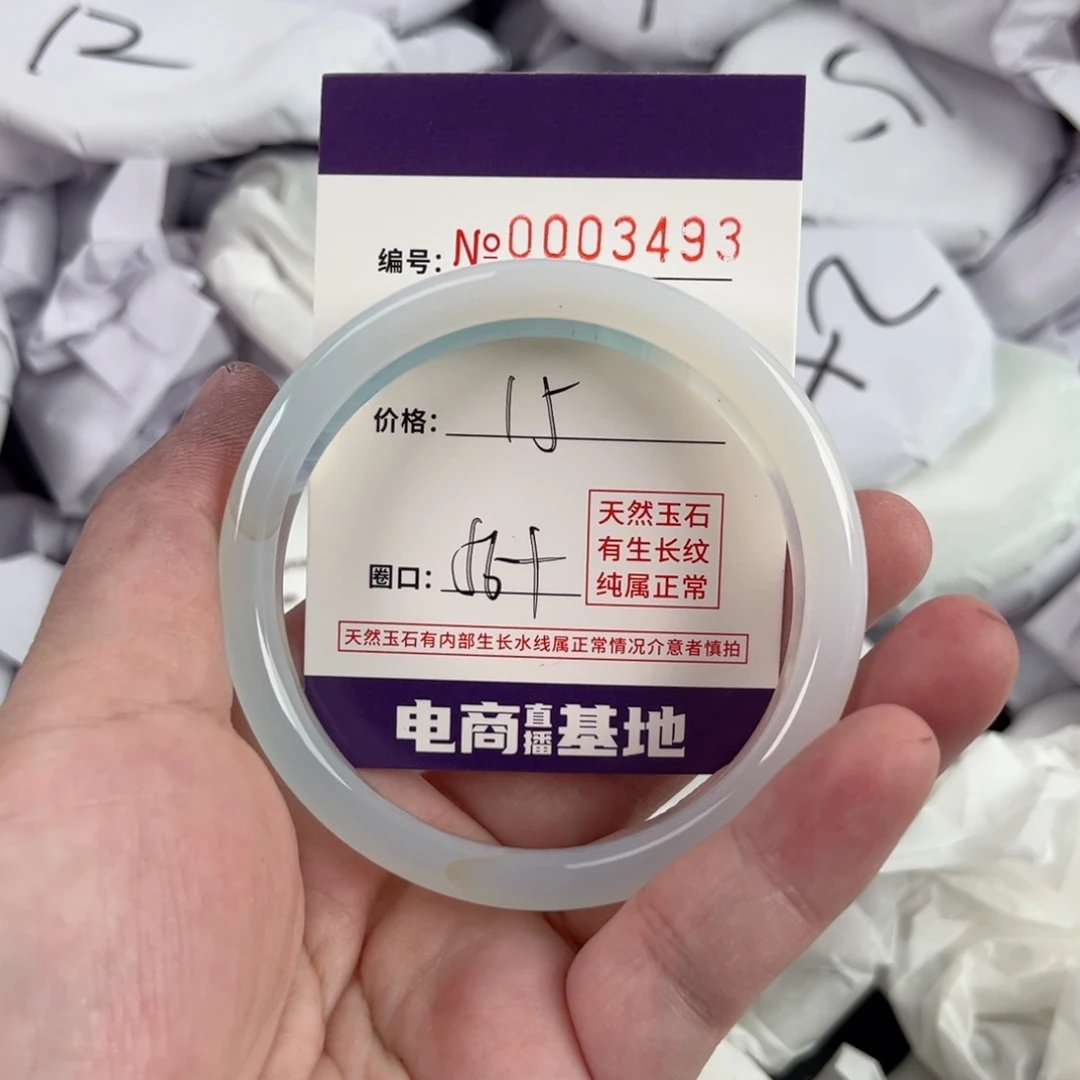 12
编号：№0003493
×2
价格：15
圈口：56+
天然玉石
有生长纹
纯属正常
天然玉石有内部生长水线属正常情况介意者慎拍
电商直播基地